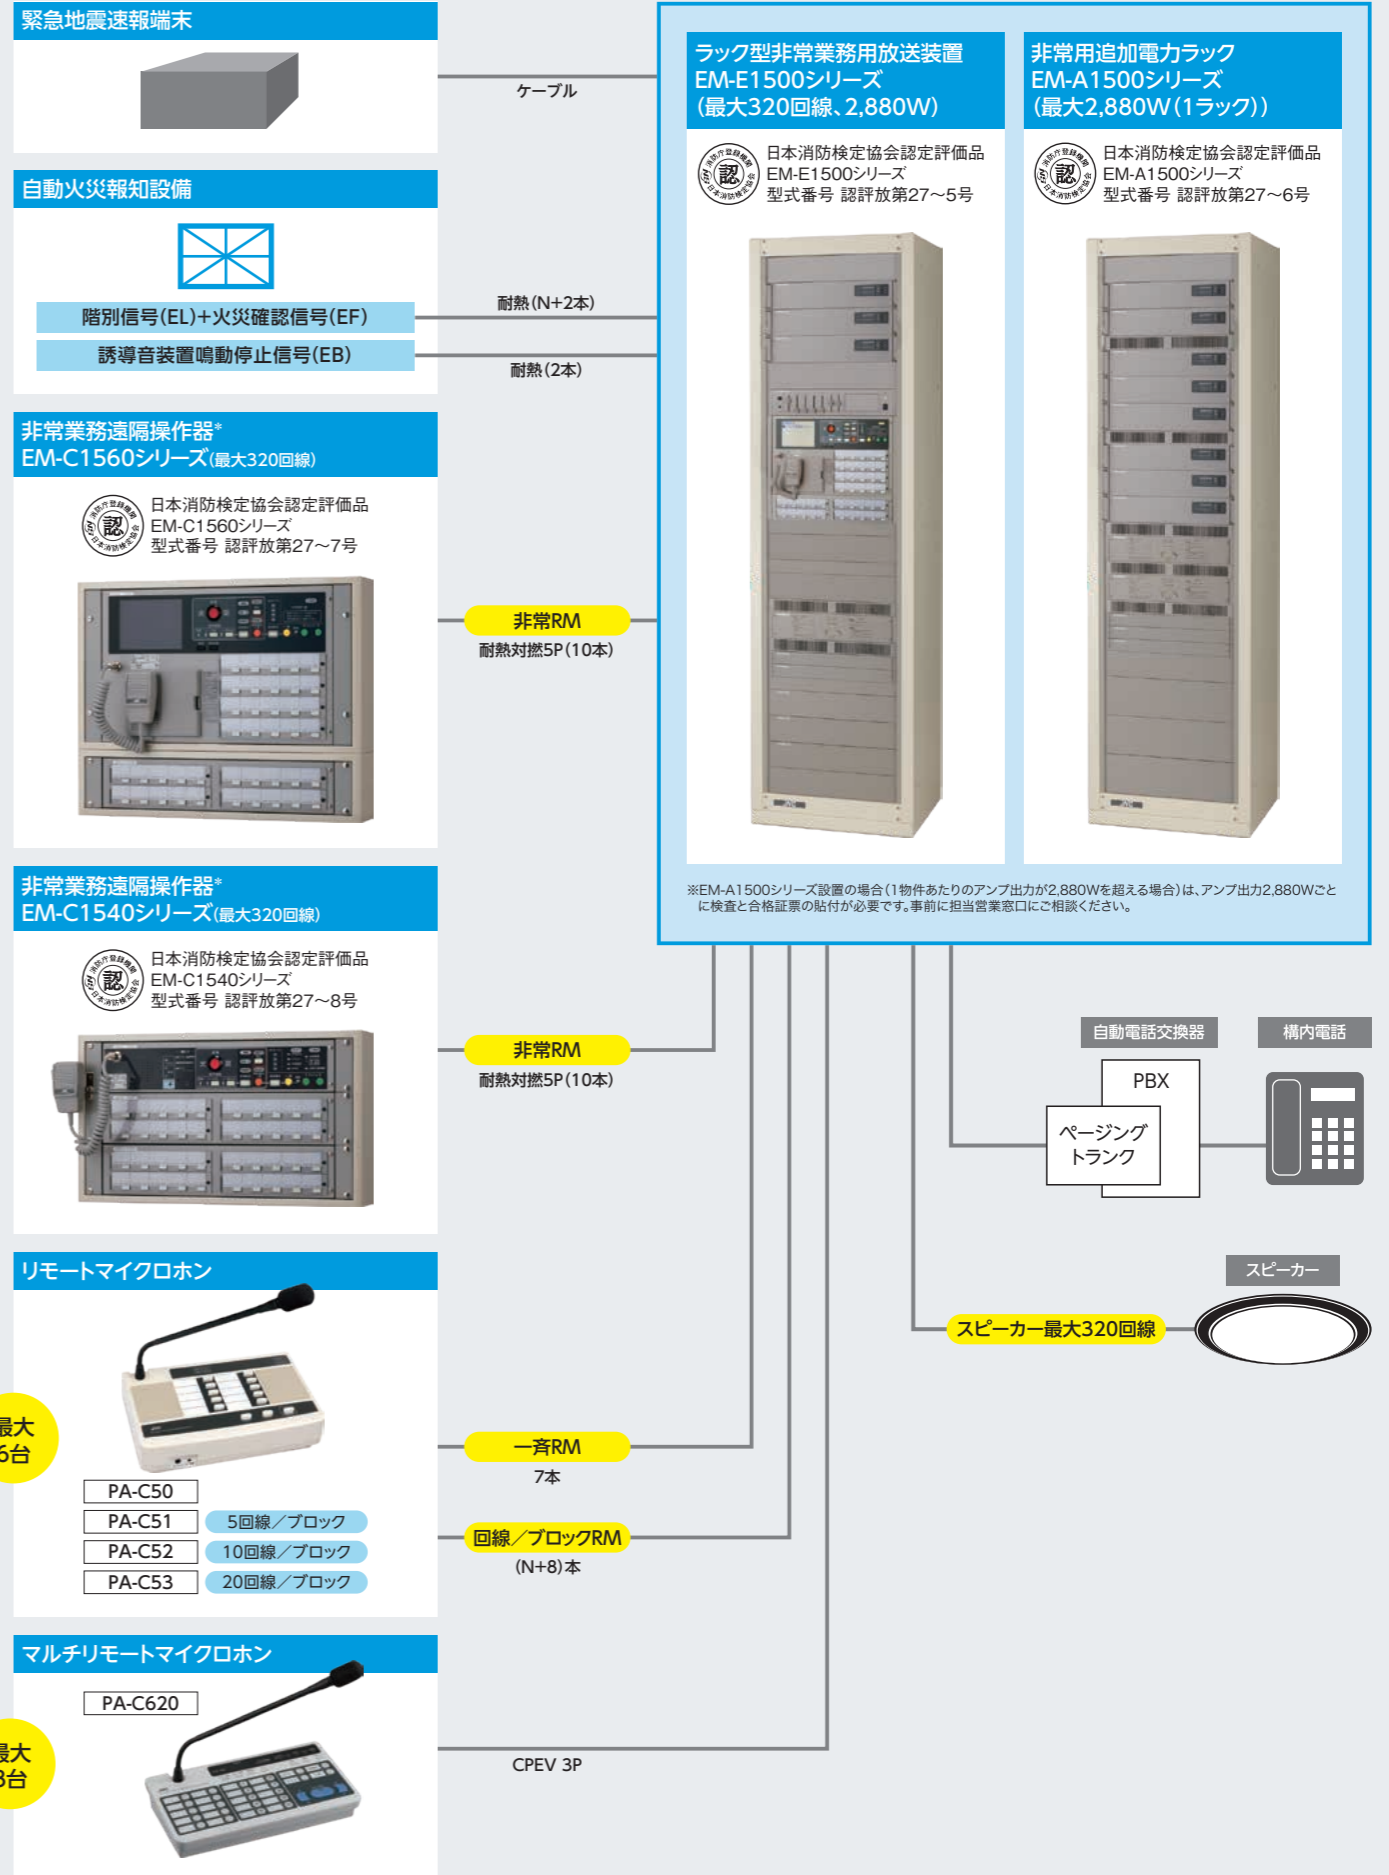 緊急地震速報端末
ケーブル
自動火災報知設備
階別信号(EL)+火災確認信号(EF)
耐熱(N+2本)
誘導音装置鳴動停止信号(EB)
耐熱(2本)
非常業務遠隔操作器*
EM-C1560シリーズ(最大320回線)
日本消防検定協会認定評価品
EM-C1560シリーズ
型式番号 認評放第27〜7号
非常RM
耐熱対撚5P(10本)
非常業務遠隔操作器*
EM-C1540シリーズ(最大320回線)
日本消防検定協会認定評価品
EM-C1540シリーズ
型式番号 認評放第27〜8号
非常RM
耐熱対撚5P(10本)
リモートマイクロホン
最大
6台
PA-C50
PA-C51 5回線/ブロック
PA-C52 10回線/ブロック
PA-C53 20回線/ブロック
一斉RM
7本
回線/ブロックRM
(N+8)本
マルチリモートマイクロホン
PA-C620
最大
8台
CPEV 3P
ラック型非常業務用放送装置
EM-E1500シリーズ
(最大320回線、2,880W)
日本消防検定協会認定評価品
EM-E1500シリーズ
型式番号 認評放第27〜5号
非常用追加電力ラック
EM-A1500シリーズ
(最大2,880W(1ラック))
日本消防検定協会認定評価品
EM-A1500シリーズ
型式番号 認評放第27〜6号
※EM-A1500シリーズ設置の場合(1物件あたりのアンプ出力が2,880Wを超える場合)は、アンプ出力2,880Wごと
に検査と合格証票の貼付が必要です。事前に担当営業窓口にご相談ください。
自動電話交換器
構内電話
PBX
ページング
トランク
スピーカー
スピーカー最大320回線